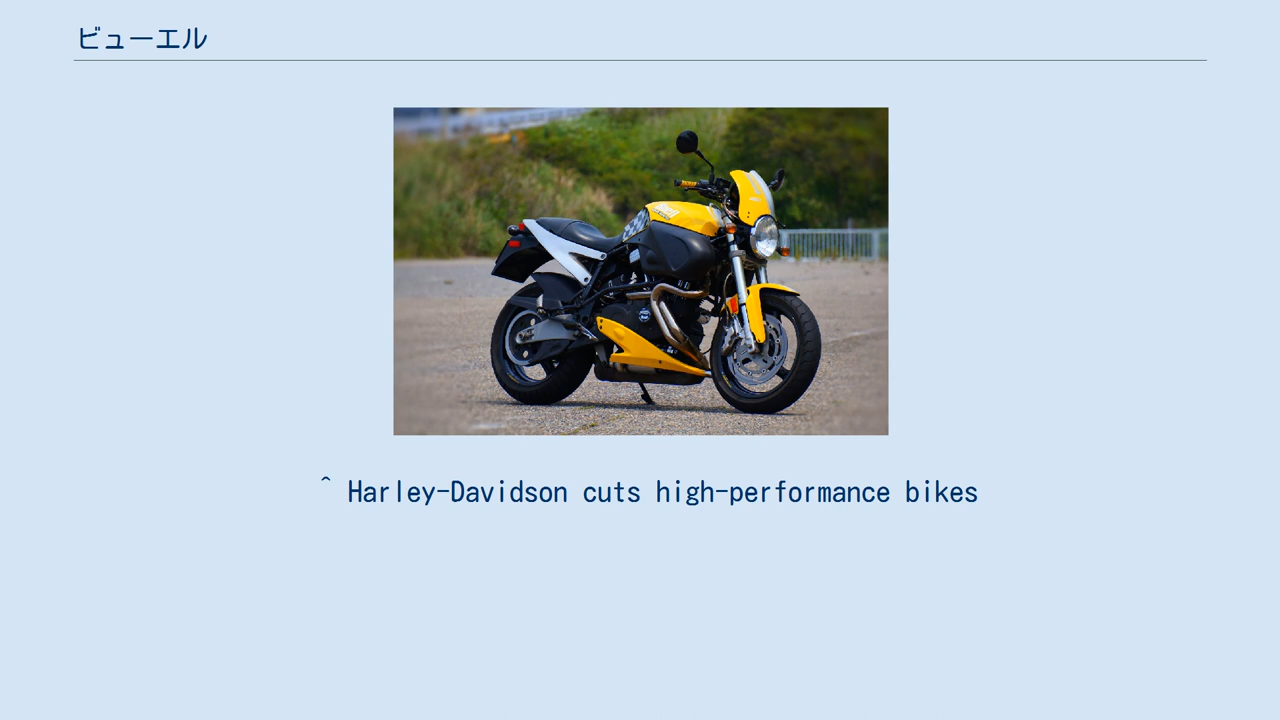 ビューエル
^ Harley-Davidson cuts high-performance bikes